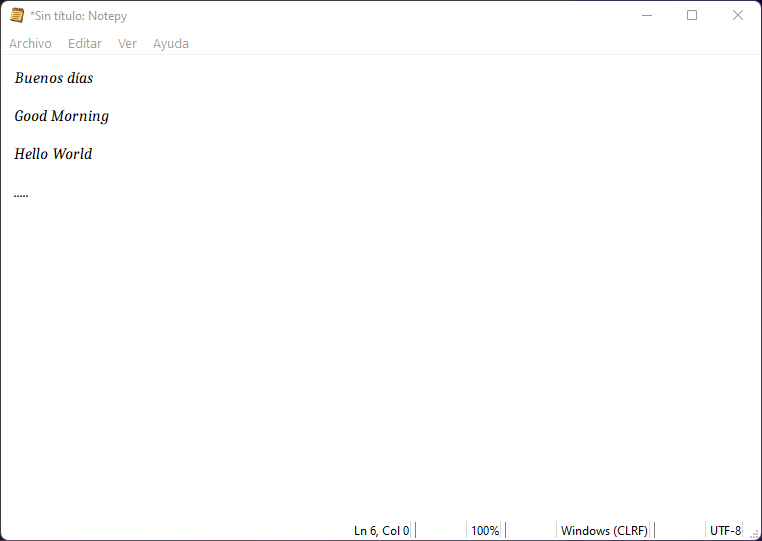 *Sin título: Notepy
Archivo Editar Ver Ayuda
Buenos días
Good Morning
Hello World
.....
Ln 6, Col 0 100% Windows (CLRF) UTF-8